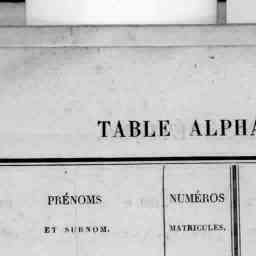 TABLE ALPHA
PRÉNOMS
ET SURNOM.
NUMÉROS
MATRICULES,